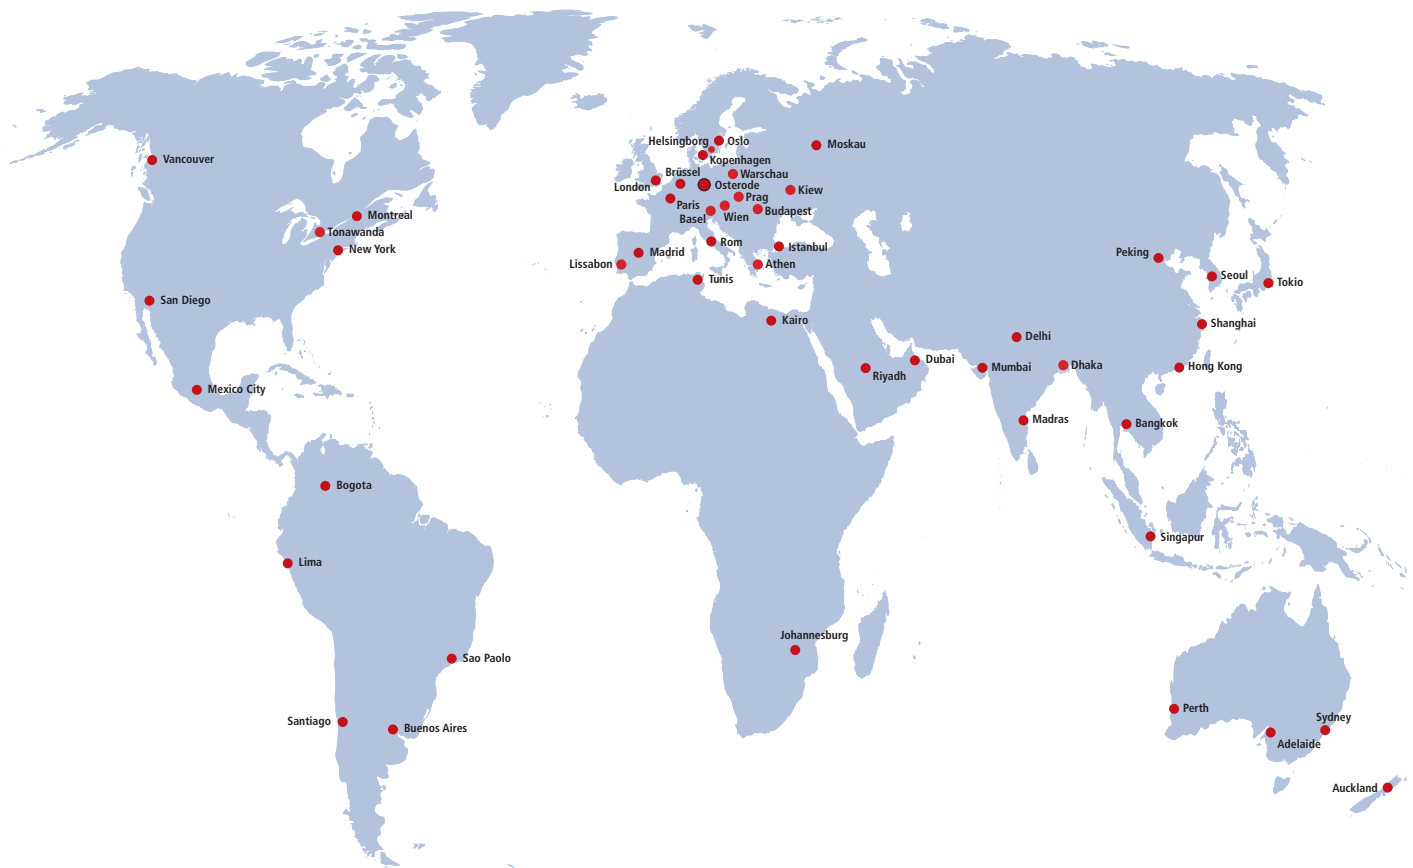 Helsingborg
Oslo
Moskau
Vancouver
Kopenhagen
Brüssel
Warschau
London
Osterode
Kiew
Prag
Paris
Budapest
Basel
Wien
Montreal
Tonawanda
New York
Rom
Istanbul
Madrid
Peking
Lissabon
Athen
Seoul
Tunis
Tokio
San Diego
Kairo
Shanghai
Delhi
Dubai
Dhaka
Hong Kong
Mumbai
Riyadh
Mexico City
Madras
Bangkok
Bogota
Singapur
Lima
Johannesburg
Sao Paolo
Perth
Sydney
Santiago
Buenos Aires
Adelaide
Auckland